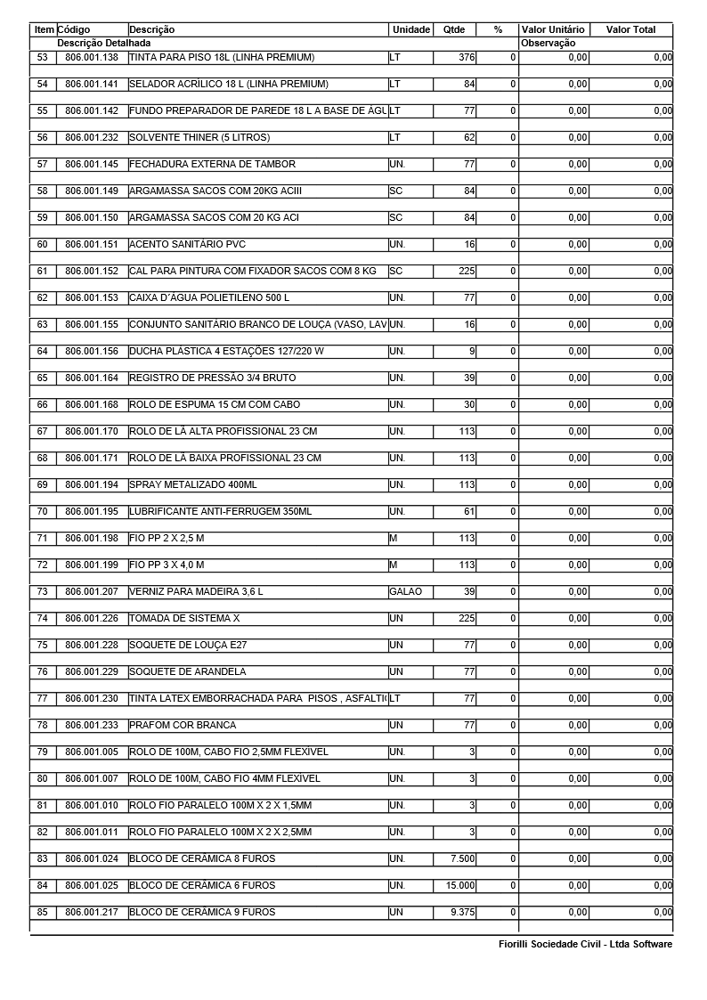 Item Código Descrição Unidade Qtde % Valor Unitário Valor Total
Descrição Detalhada Observação
53 806.001.138 TINTA PARA PISO 18L (LINHA PREMIUM) LT 376 0 0,00 0,00
54 806.001.141 SELADOR ACRÍLICO 18 L (LINHA PREMIUM) LT 84 0 0,00 0,00
55 806.001.142 FUNDO PREPARADOR DE PAREDE 18 L A BASE DE ÁGU LT 77 0 0,00 0,00
56 806.001.232 SOLVENTE THINER (5 LITROS) LT 62 0 0,00 0,00
57 806.001.145 FECHADURA EXTERNA DE TAMBOR UN. 77 0 0,00 0,00
58 806.001.149 ARGAMASSA SACOS COM 20KG ACIII SC 84 0 0,00 0,00
59 806.001.150 ARGAMASSA SACOS COM 20 KG ACI SC 84 0 0,00 0,00
60 806.001.151 ACENTO SANITÁRIO PVC UN. 16 0 0,00 0,00
61 806.001.152 CAL PARA PINTURA COM FIXADOR SACOS COM 8 KG SC 225 0 0,00 0,00
62 806.001.153 CAIXA D´ÁGUA POLIETILENO 500 L UN. 77 0 0,00 0,00
63 806.001.155 CONJUNTO SANITÁRIO BRANCO DE LOUÇA (VASO, LAV UN. 16 0 0,00 0,00
64 806.001.156 DUCHA PLÁSTICA 4 ESTAÇÕES 127/220 W UN. 9 0 0,00 0,00
65 806.001.164 REGISTRO DE PRESSÃO 3/4 BRUTO UN. 39 0 0,00 0,00
66 806.001.168 ROLO DE ESPUMA 15 CM COM CABO UN. 30 0 0,00 0,00
67 806.001.170 ROLO DE LÃ ALTA PROFISSIONAL 23 CM UN. 113 0 0,00 0,00
68 806.001.171 ROLO DE LÃ BAIXA PROFISSIONAL 23 CM UN. 113 0 0,00 0,00
69 806.001.194 SPRAY METALIZADO 400ML UN. 113 0 0,00 0,00
70 806.001.195 LUBRIFICANTE ANTI-FERRUGEM 350ML UN. 61 0 0,00 0,00
71 806.001.198 FIO PP 2 X 2,5 M M 113 0 0,00 0,00
72 806.001.199 FIO PP 3 X 4,0 M M 113 0 0,00 0,00
73 806.001.207 VERNIZ PARA MADEIRA 3,6 L GALAO 39 0 0,00 0,00
74 806.001.226 TOMADA DE SISTEMA X UN 225 0 0,00 0,00
75 806.001.228 SOQUETE DE LOUÇA E27 UN 77 0 0,00 0,00
76 806.001.229 SOQUETE DE ARANDELA UN 77 0 0,00 0,00
77 806.001.230 TINTA LATEX EMBORRACHADA PARA PISOS , ASFALTI( LT 77 0 0,00 0,00
78 806.001.233 PRAFOM COR BRANCA UN 77 0 0,00 0,00
79 806.001.005 ROLO DE 100M, CABO FIO 2,5MM FLEXÍVEL UN. 3 0 0,00 0,00
80 806.001.007 ROLO DE 100M, CABO FIO 4MM FLEXÍVEL UN. 3 0 0,00 0,00
81 806.001.010 ROLO FIO PARALELO 100M X 2 X 1,5MM UN. 3 0 0,00 0,00
82 806.001.011 ROLO FIO PARALELO 100M X 2 X 2,5MM UN. 3 0 0,00 0,00
83 806.001.024 BLOCO DE CERÂMICA 8 FUROS UN. 7.500 0 0,00 0,00
84 806.001.025 BLOCO DE CERÂMICA 6 FUROS UN. 15.000 0 0,00 0,00
85 806.001.217 BLOCO DE CERÂMICA 9 FUROS UN 9.375 0 0,00 0,00
Fiorilli Sociedade Civil - Ltda Software